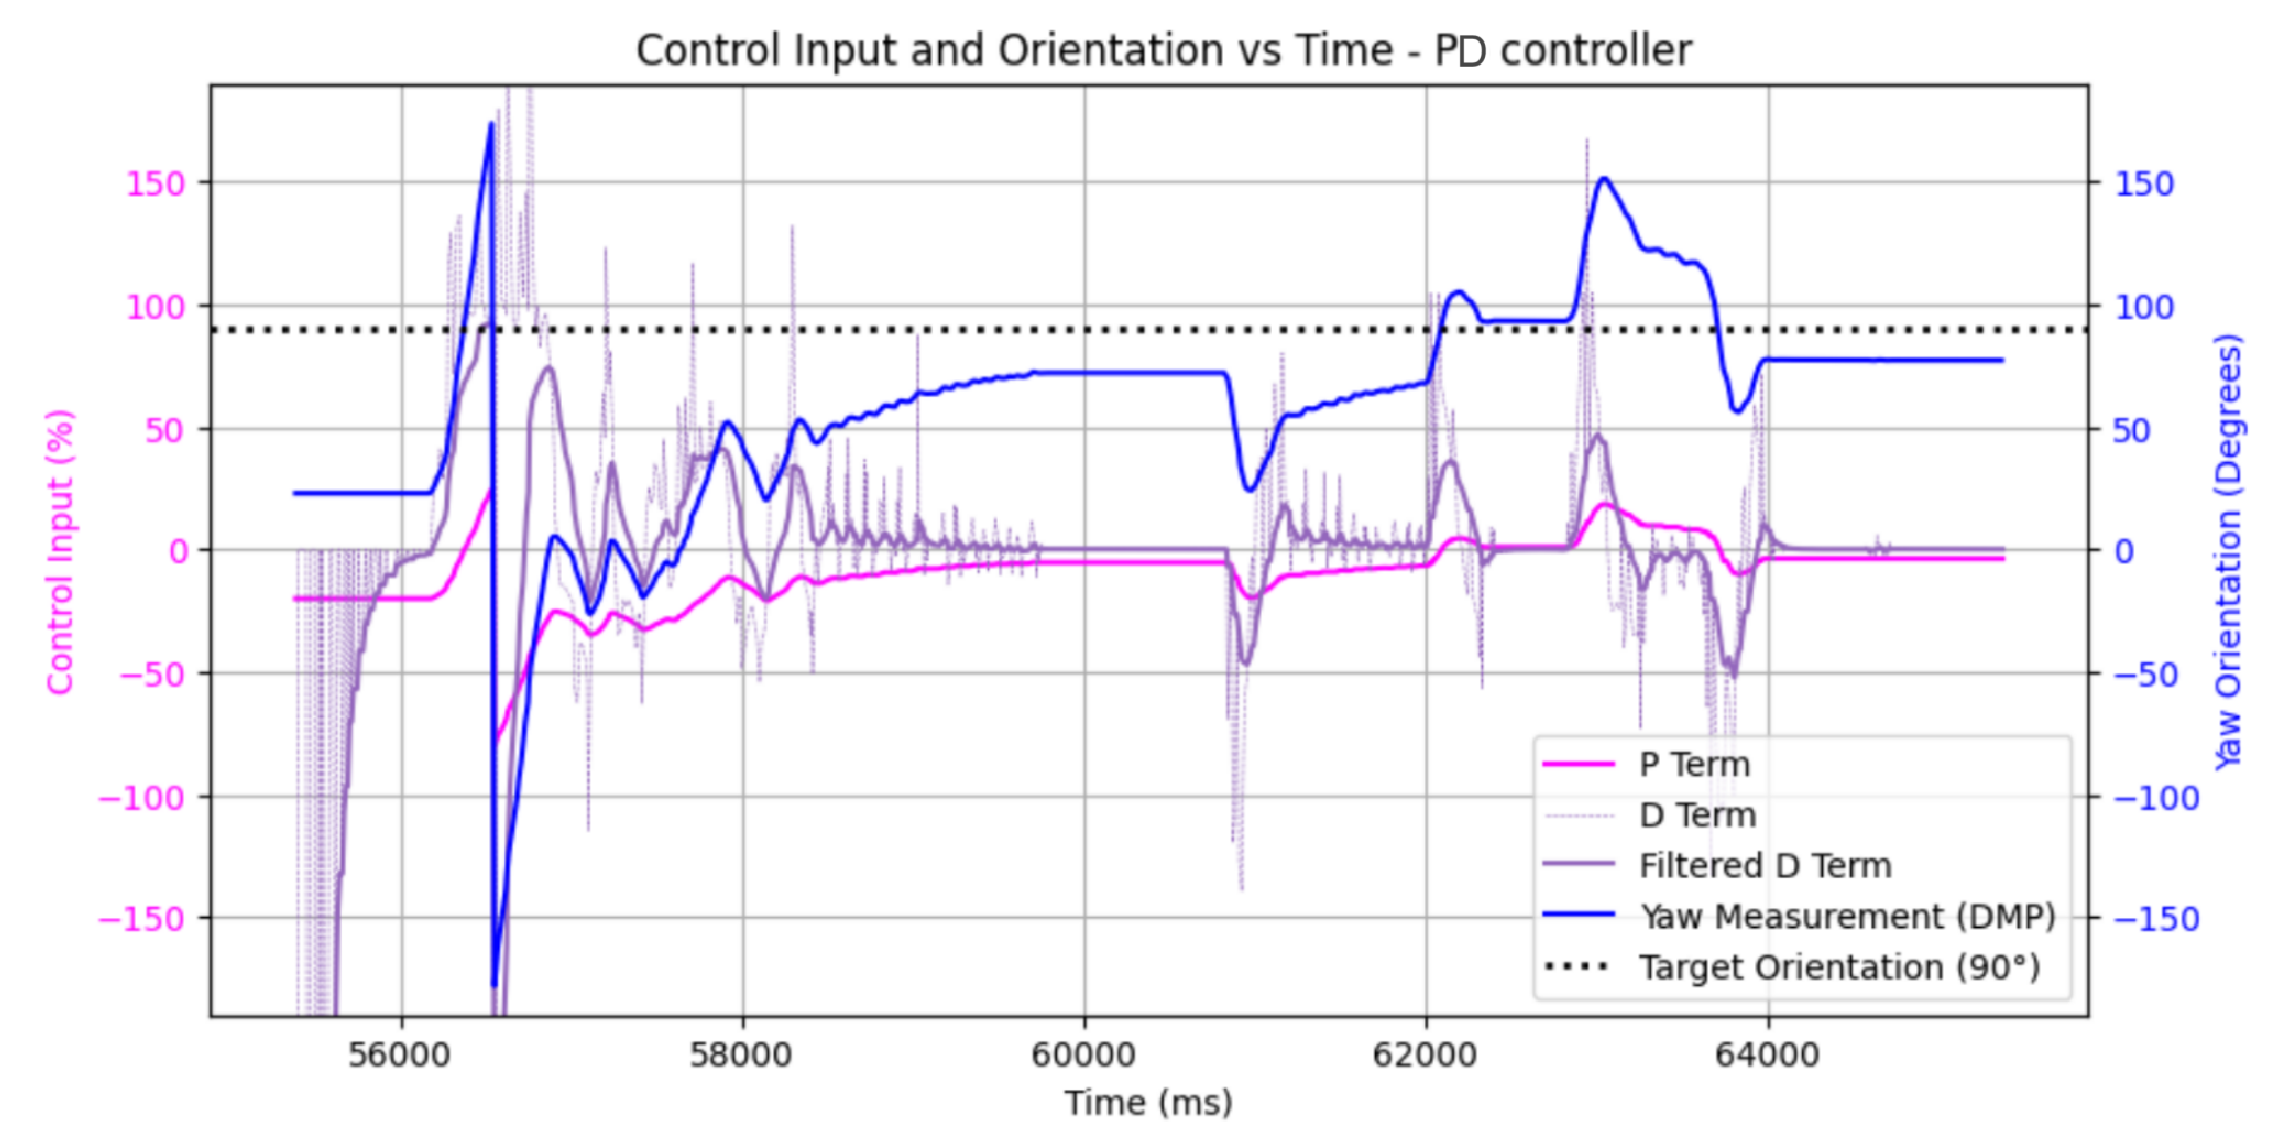 Control Input and Orientation vs Time - PD controller
Control Input (%)
150
100
50
0
−50
−100
−150
150
100
50
0
−50
−100
−150
Yaw Orientation (Degrees)
P Term
D Term
Filtered D Term
Yaw Measurement (DMP)
Target Orientation (90°)
56000
58000
60000
62000
64000
Time (ms)